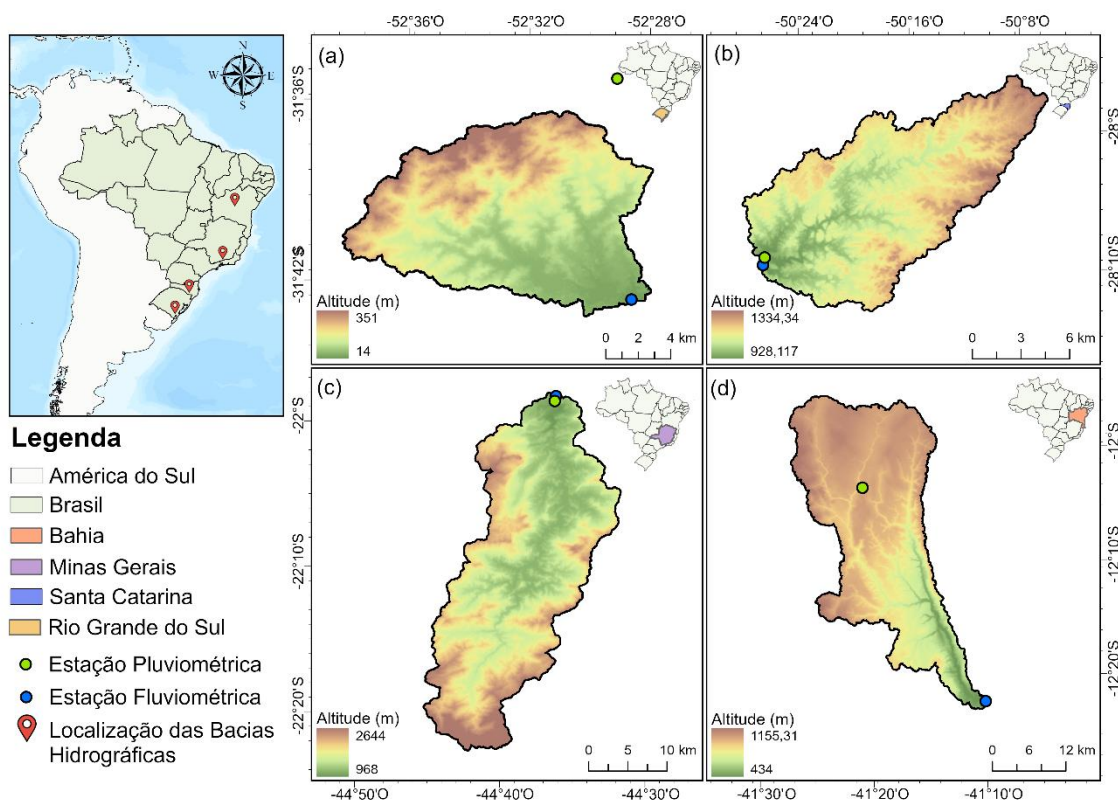 N
W
E
S
Legenda
América do Sul
Brasil
Bahia
Minas Gerais
Santa Catarina
Rio Grande do Sul
Estação Pluviométrica
Estação Fluviométrica
Localização das Bacias
Hidrográficas
-52°36'O
-52°32'O
-52°28'O
(a)
31°36'S
31°42'S
Altitude (m)
351
14
0 2 4 km
-50°24'O
-50°16'O
-50°8'O
(b)
-28°S
-28°10'S
Altitude (m)
1334,34
928,117
0 3 6 km
(c)
-22°S
-22°10'S
-22°20'S
Altitude (m)
2644
968
0 5 10 km
-44°50'O
-44°40'O
-44°30'O
(d)
-12°S
-12°10'S
-12°20'S
Altitude (m)
1155,31
434
0 6 12 km
-41°30'O
-41°20'O
-41°10'O